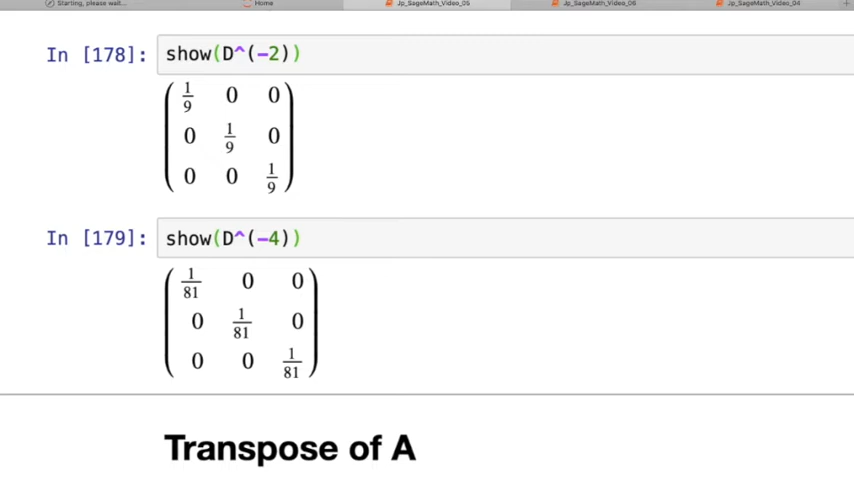 Starting, please wait... Home Jp_SageMath_Video_05 Jp_SageMath_Video_06 Jp_SageMath_Video_04 +
In [178]: show(D^(-2))
1/9 0 0
0 1/9 0
0 0 1/9
In [179]: show(D^(-4))
1/81 0 0
0 1/81 0
0 0 1/81
Transpose of A